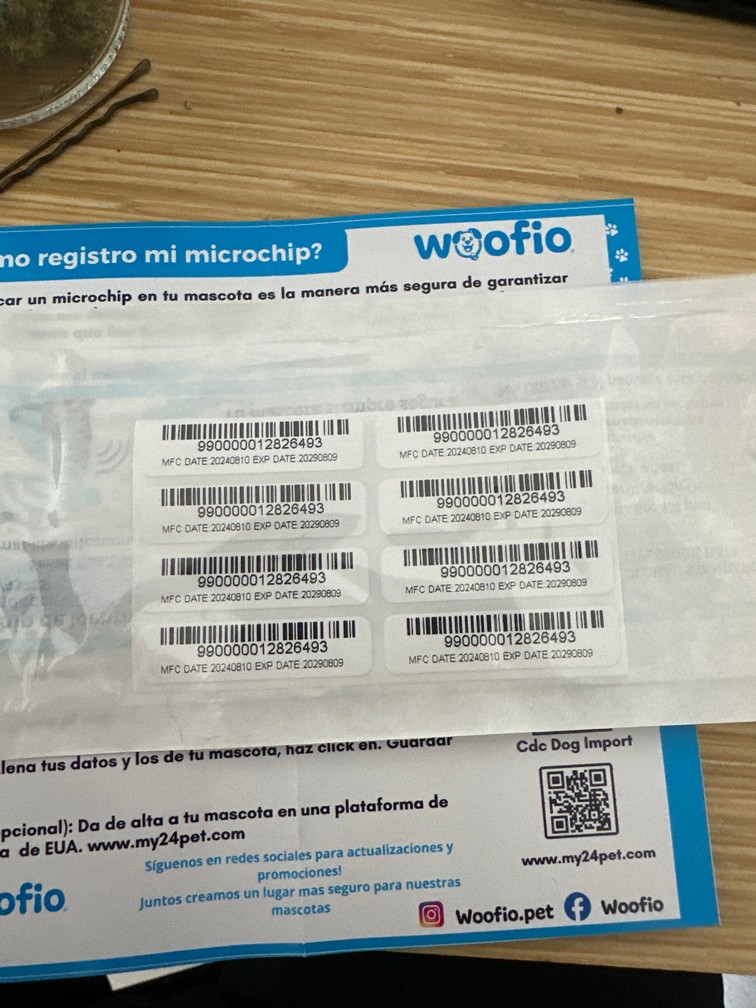 no registro mi microchip?
woofio
car un microchip en tu mascota es la manera más segura de garantizar
990000012826493
MFC DATE 20240810 EXP DATE 20290809
990000012826493
MFC DATE 20240810 EXP DATE 20290809
990000012826493
MFC DATE 20240810 EXP DATE 20290809
990000012826493
MFC DATE 20240810 EXP DATE 20290809
990000012826493
MFC DATE 20240810 EXP DATE 20290809
990000012826493
MFC DATE 20240810 EXP DATE 20290809
990000012826493
MFC DATE 20240810 EXP DATE 20290809
990000012826493
MFC DATE 20240810 EXP DATE 20290809
lena tus datos y los de tu mascota, haz click en. Guardar
Cdc Dog Import
pcional): Da de alta a tu mascota en una plataforma de
a de EUA. www.my24pet.com
www.my24pet.com
Síguenos en redes sociales para actualizaciones y
promociones!
Juntos creamos un lugar mas seguro para nuestras
mascotas
ofio
Woofio.pet
Woofio